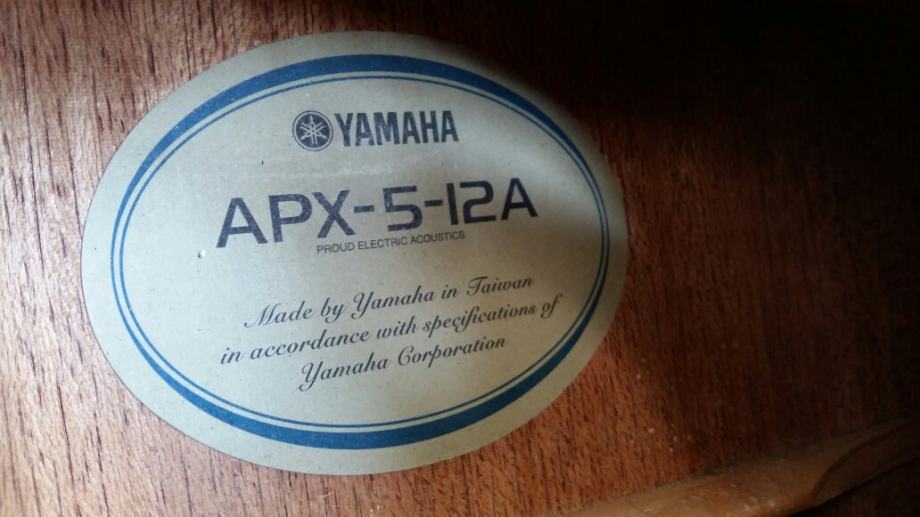 YAMAHA
APX-5-12A
PROUD ELECTRIC ACOUSTICS
Made by Yamaha in Taiwan
in accordance with specifications of
Yamaha Corporation